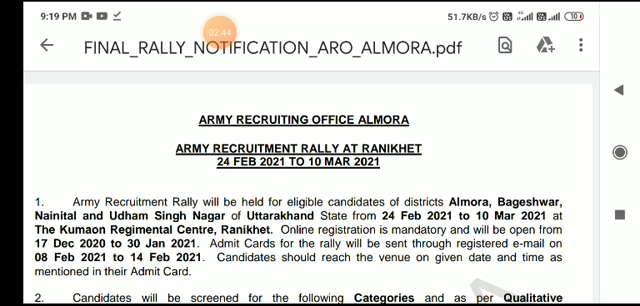 9:19 PM
51.7KB/s
10
02:44
FINAL_RALLY_NOTIFICATION_ARO_ALMORA.pdf
ARMY RECRUITING OFFICE ALMORA
ARMY RECRUITMENT RALLY AT RANIKHET
24 FEB 2021 TO 10 MAR 2021
1. Army Recruitment Rally will be held for eligible candidates of districts Almora, Bageshwar,
Nainital and Udham Singh Nagar of Uttarakhand State from 24 Feb 2021 to 10 Mar 2021 at
The Kumaon Regimental Centre, Ranikhet. Online registration is mandatory and will be open from
17 Dec 2020 to 30 Jan 2021. Admit Cards for the rally will be sent through registered e-mail on
08 Feb 2021 to 14 Feb 2021. Candidates should reach the venue on given date and time as
mentioned in their Admit Card.
2. Candidates will be screened for the following Categories and as per Qualitative